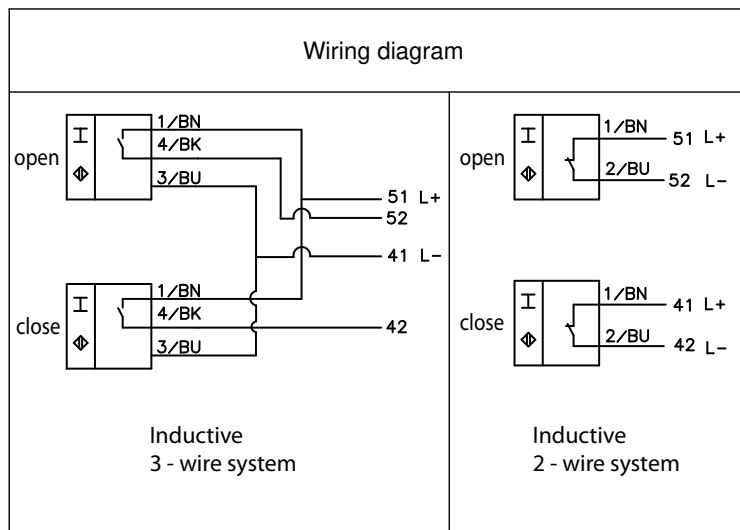 Wiring diagram
open
1/BN
4/BK
3/BU
51 L+
52
41 L-
close
1/BN
4/BK
3/BU
42
Inductive
3 - wire system
open
1/BN
2/BU
51 L+
52 L-
close
1/BN
2/BU
41 L+
42 L-
Inductive
2 - wire system